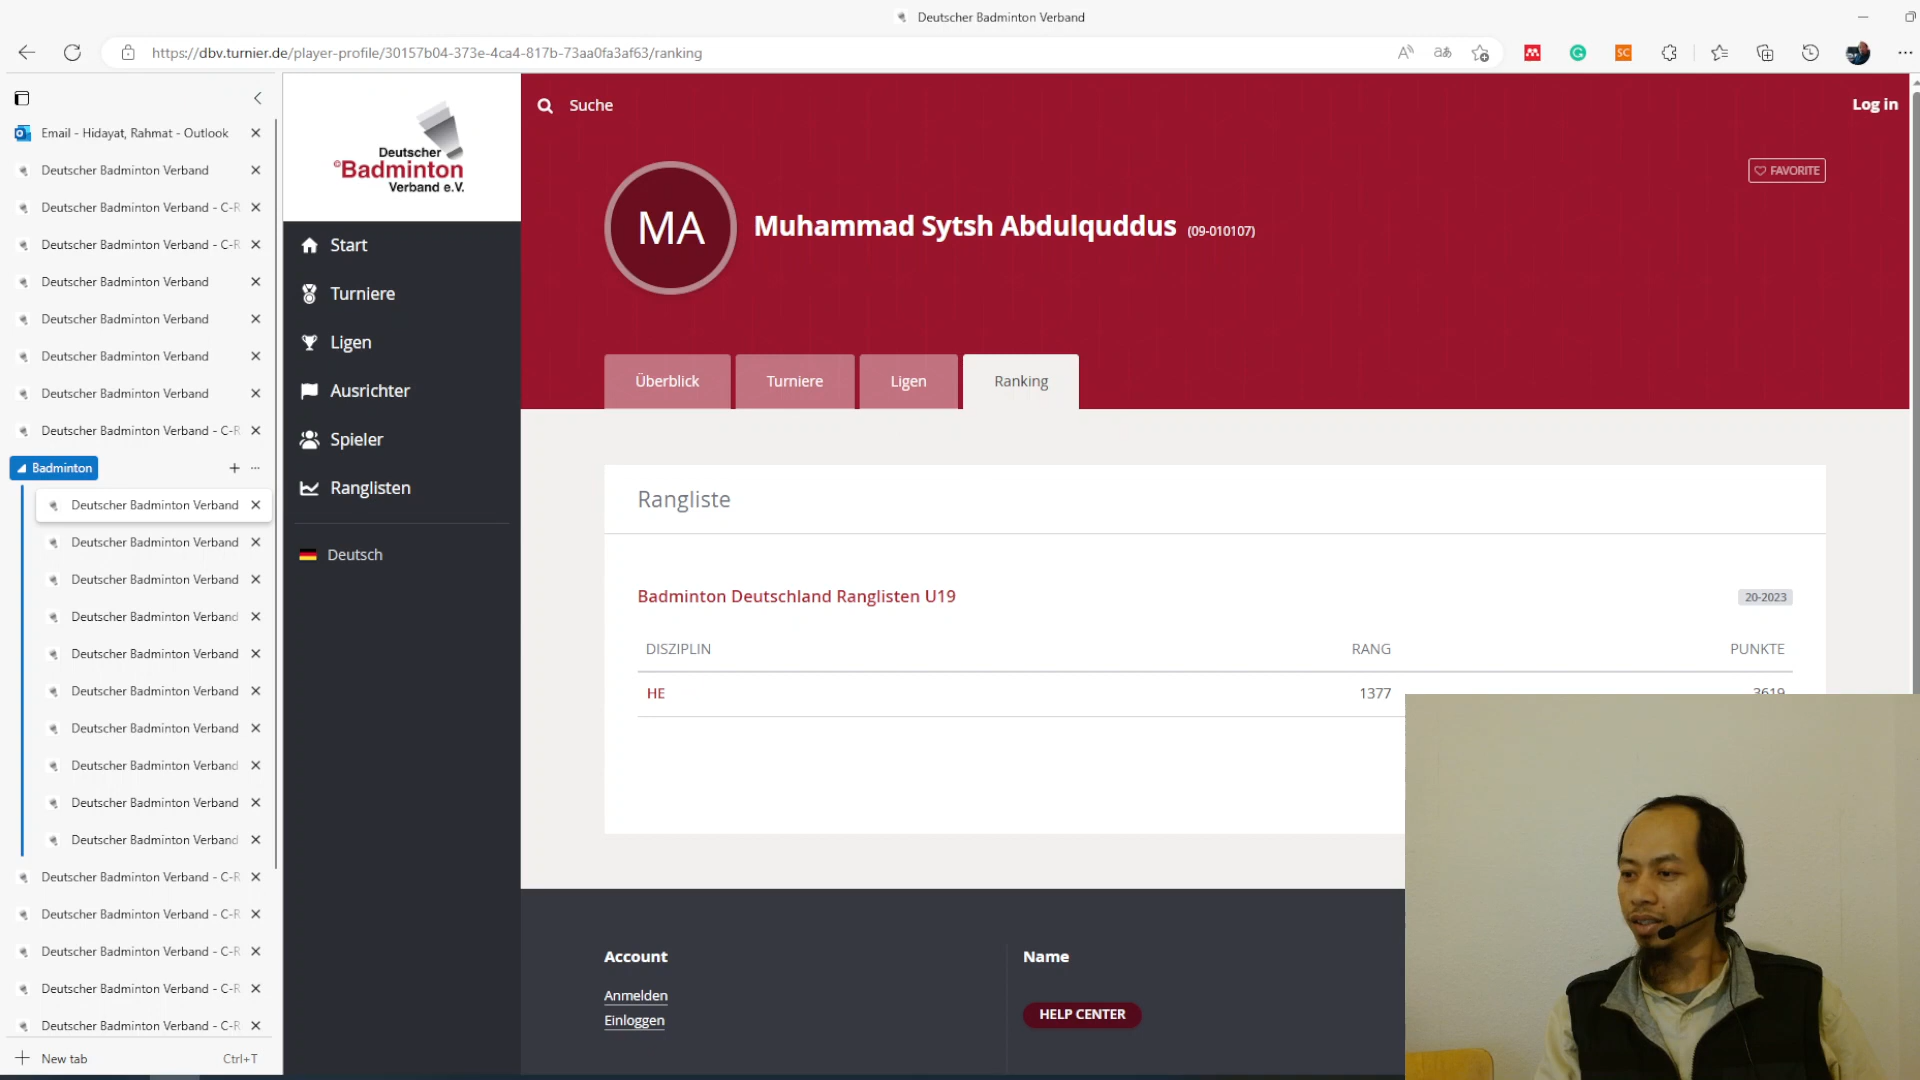 Deutscher Badminton Verband
https://dbv.turnier.de/player-profile/30157b04-373e-4ca4-817b-73aa0fa3af63/ranking
Email - Hidayat, Rahmat - Outlook
Deutscher Badminton Verband
Deutscher Badminton Verband - C-R
Deutscher Badminton Verband - C-R
Deutscher Badminton Verband
Deutscher Badminton Verband
Deutscher Badminton Verband
Deutscher Badminton Verband
Deutscher Badminton Verband - C-R
Badminton
Deutscher Badminton Verband
Deutscher Badminton Verband
Deutscher Badminton Verband
Deutscher Badminton Verband
Deutscher Badminton Verband
Deutscher Badminton Verband
Deutscher Badminton Verband
Deutscher Badminton Verband
Deutscher Badminton Verband
Deutscher Badminton Verband
Deutscher Badminton Verband - C-R
Deutscher Badminton Verband - C-R
Deutscher Badminton Verband - C-R
Deutscher Badminton Verband - C-R
Deutscher Badminton Verband - C-R
New tab Ctrl+T
Deutscher
©Badminton
Verband e.V.
Start
Turniere
Ligen
Ausrichter
Spieler
Ranglisten
Deutsch
Suche
Log in
FAVORITE
MA
Muhammad Sytsh Abdulquddus (09-010107)
Überblick Turniere Ligen Ranking
Rangliste
Badminton Deutschland Ranglisten U19 20-2023
DISZIPLIN RANG PUNKTE
HE 1377 3619
Account
Anmelden
Einloggen
Name
HELP CENTER